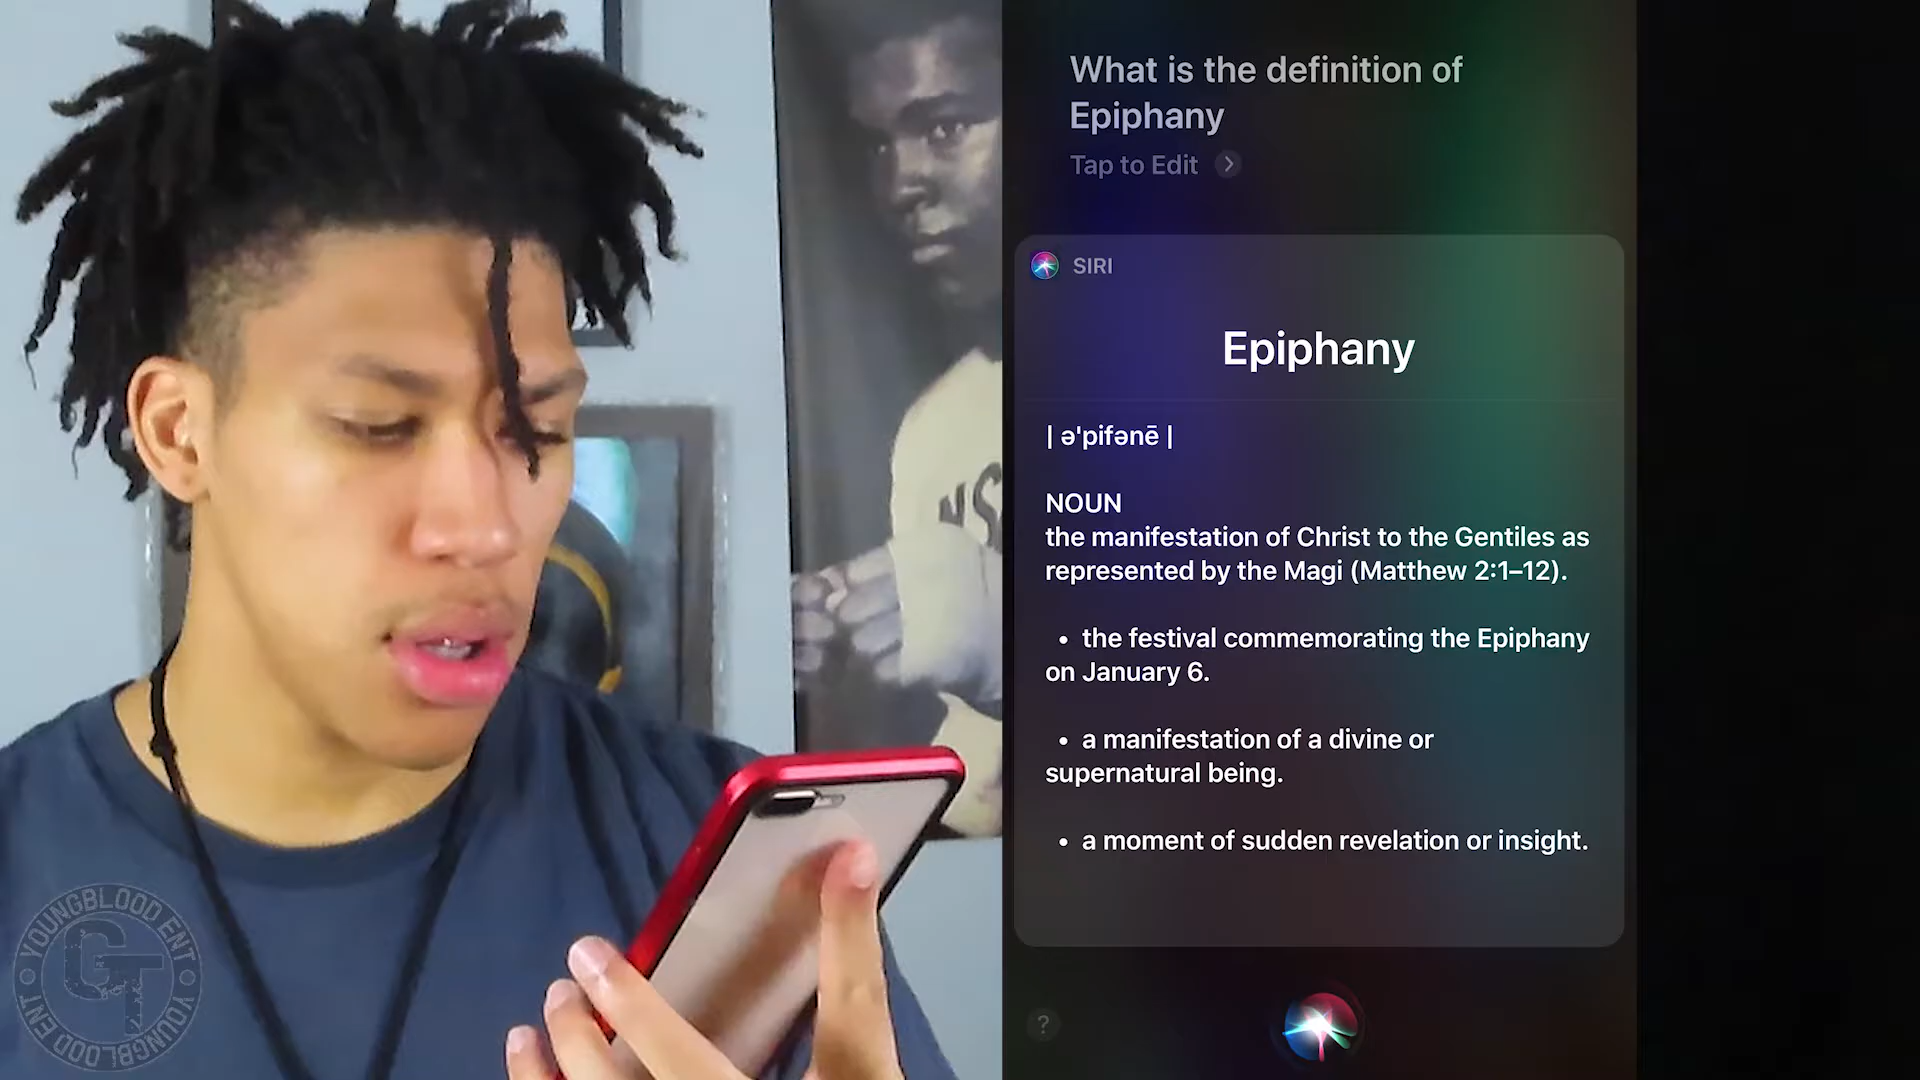 What is the definition of
Epiphany
Tap to Edit
SIRI
Epiphany
| ə'pifənē |
NOUN
the manifestation of Christ to the Gentiles as
represented by the Magi (Matthew 2:1–12).
• the festival commemorating the Epiphany
on January 6.
• a manifestation of a divine or
supernatural being.
• a moment of sudden revelation or insight.
?
YOUNGBLOOD ENT • YOUNGBLOOD ENT •
GT